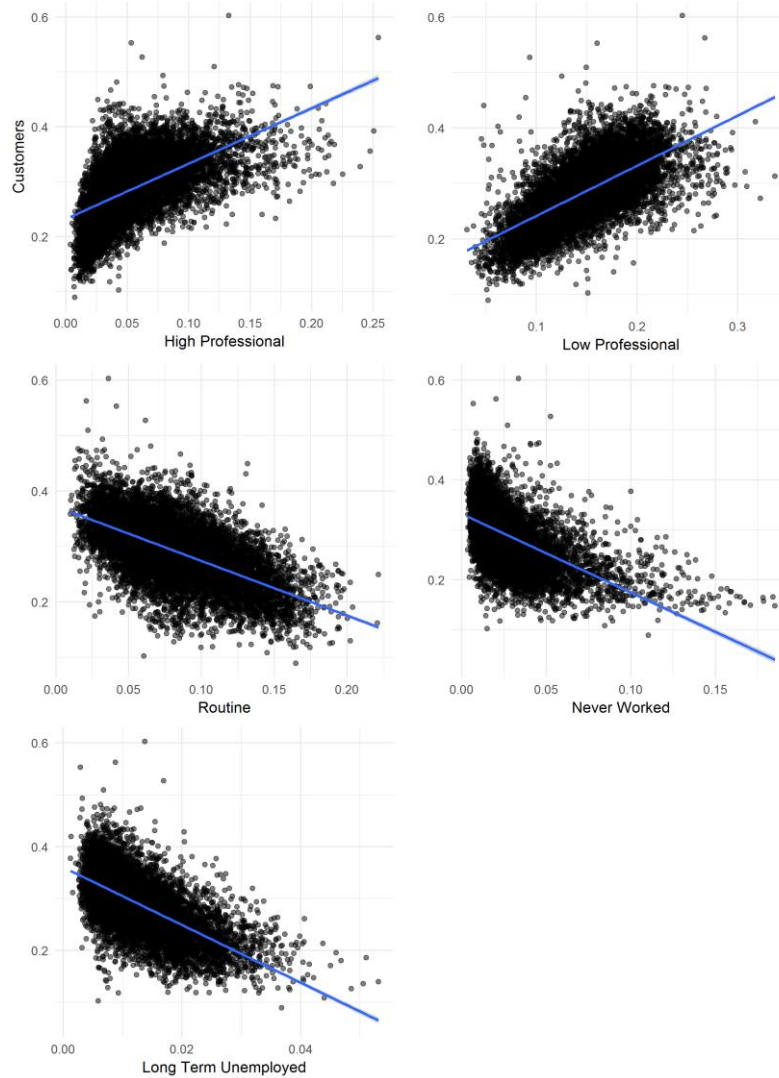 0.6
0.4
0.2
Customers
0.00 0.05 0.10 0.15 0.20 0.25
High Professional
0.6
0.4
0.2
0.1 0.2 0.3
Low Professional
0.6
0.4
0.2
0.00 0.05 0.10 0.15 0.20
Routine
0.6
0.4
0.2
0.00 0.05 0.10 0.15
Never Worked
0.6
0.4
0.2
0.00 0.02 0.04
Long Term Unemployed